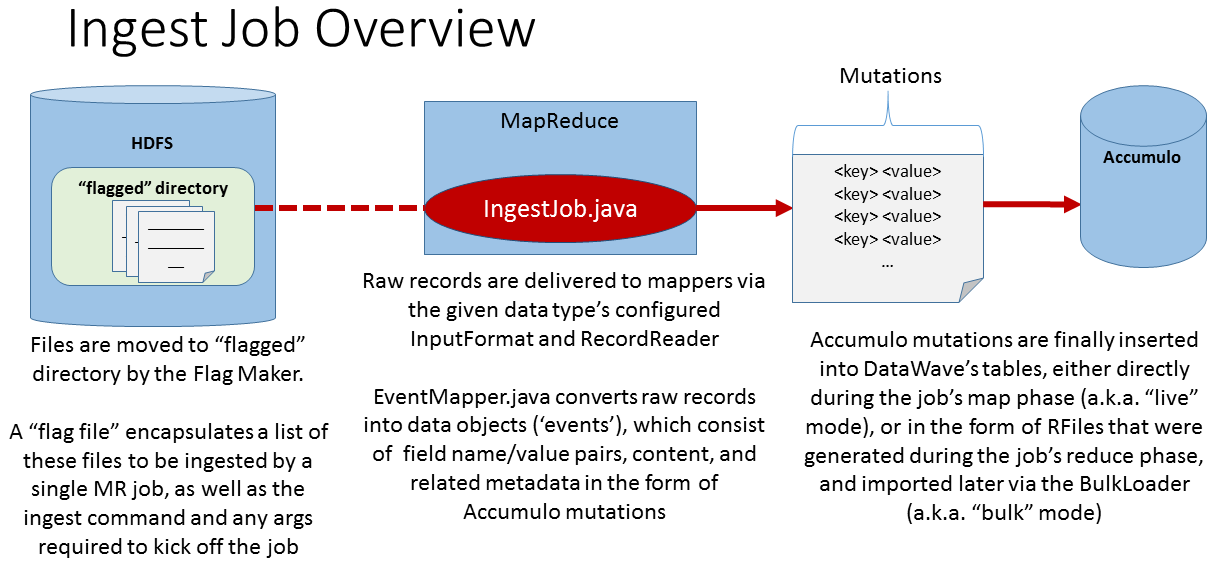 Ingest Job Overview
HDFS
“flagged” directory
Files are moved to “flagged”
directory by the Flag Maker.
A “flag file” encapsulates a list of
these files to be ingested by a
single MR job, as well as the
ingest command and any args
required to kick off the job
MapReduce
IngestJob.java
Raw records are delivered to mappers via
the given data type’s configured
InputFormat and RecordReader
EventMapper.java converts raw records
into data objects (‘events’), which consist
of field name/value pairs, content, and
related metadata in the form of
Accumulo mutations
Mutations
<key> <value>
<key> <value>
<key> <value>
<key> <value>
...
Accumulo
Accumulo mutations are finally inserted
into DataWave’s tables, either directly
during the job’s map phase (a.k.a. “live”
mode), or in the form of RFiles that were
generated during the job’s reduce phase,
and imported later via the BulkLoader
(a.k.a. “bulk” mode)